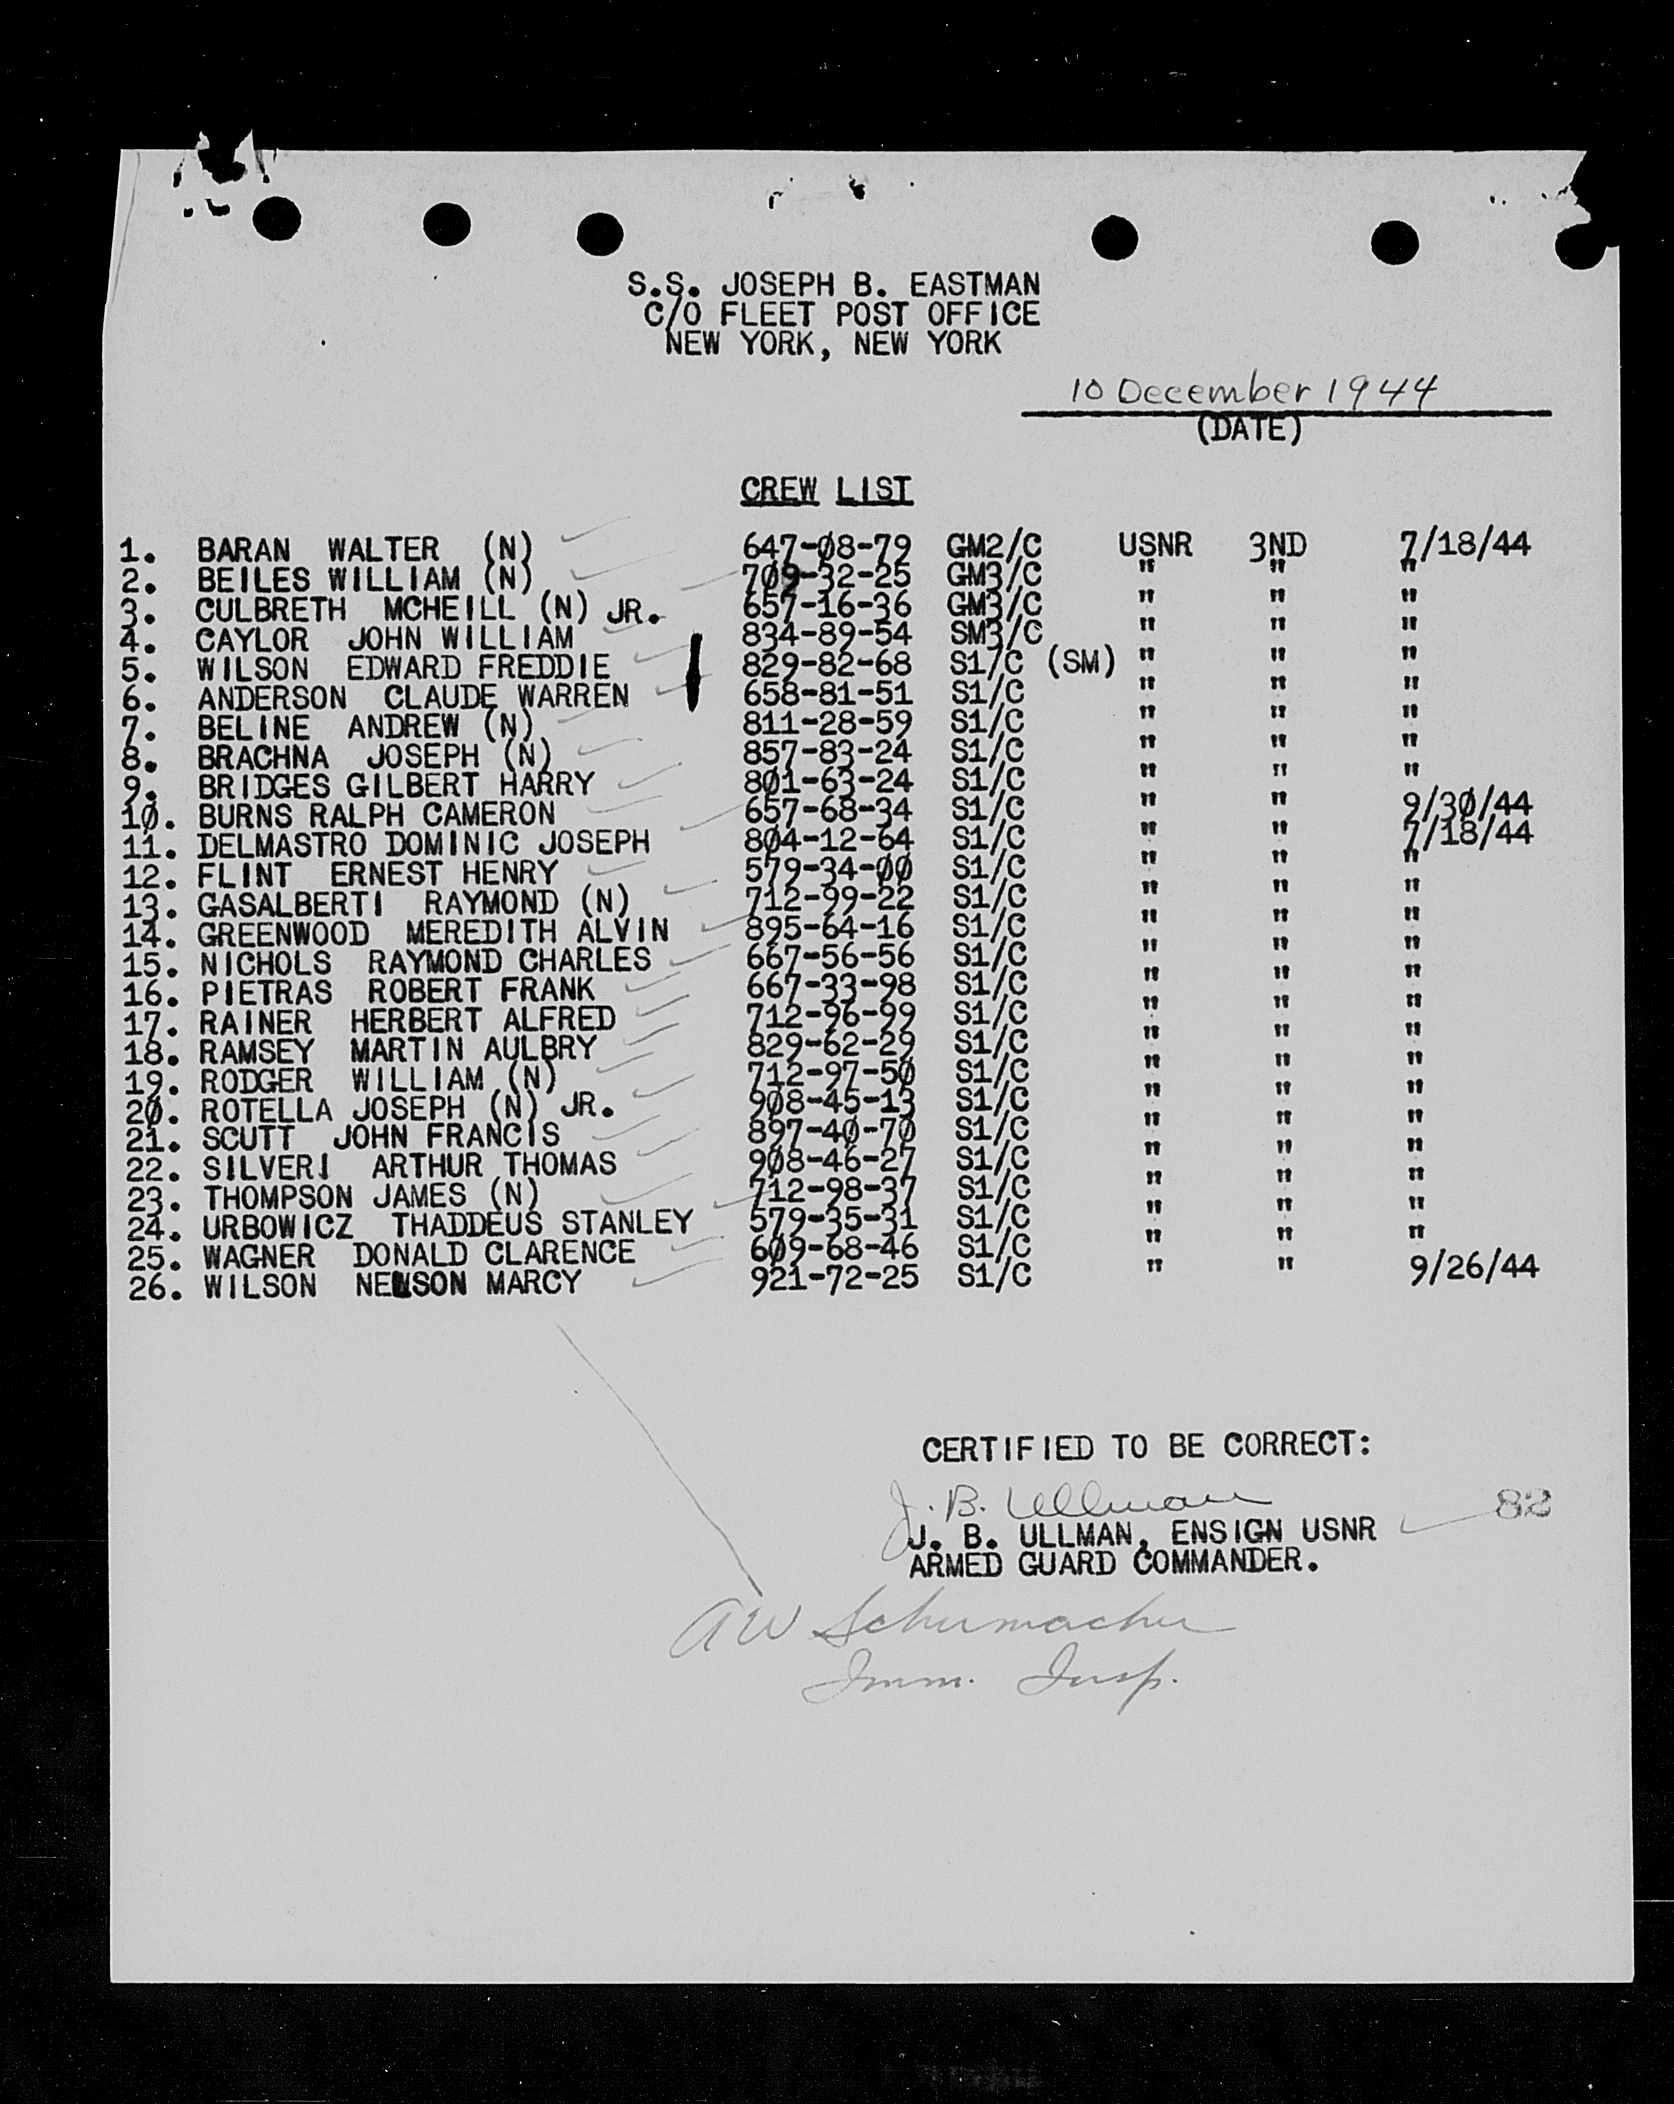 S.S. JOSEPH B. EASTMAN
C/O FLEET POST OFFICE
NEW YORK, NEW YORK
10 December 1944
(DATE)
CREW LIST
1. BARAN WALTER (N) 647-08-79 GM2/C USNR 3ND 7/18/44
2. BEILES WILLIAM (N) 709-32-25 GM3/C " " "
3. CULBRETH MCHEILL (N) JR. 657-16-36 GM3/C " " "
4. CAYLOR JOHN WILLIAM 834-89-54 SM3/C " " "
5. WILSON EDWARD FREDDIE 829-82-68 S1/C (SM) " " "
6. ANDERSON CLAUDE WARREN 658-81-51 S1/C " " "
7. BELINE ANDREW (N) 811-28-59 S1/C " " "
8. BRACHNA JOSEPH (N) 857-83-24 S1/C " " "
9. BRIDGES GILBERT HARRY 801-63-24 S1/C " " "
10. BURNS RALPH CAMERON 657-68-34 S1/C " " 9/30/44
11. DELMASTRO DOMINIC JOSEPH 804-12-64 S1/C " " 7/18/44
12. FLINT ERNEST HENRY 579-34-00 S1/C " " "
13. GASALBERTI RAYMOND (N) 712-99-22 S1/C " " "
14. GREENWOOD MEREDITH ALVIN 895-64-16 S1/C " " "
15. NICHOLS RAYMOND CHARLES 667-56-56 S1/C " " "
16. PIETRAS ROBERT FRANK 667-33-98 S1/C " " "
17. RAINER HERBERT ALFRED 712-96-99 S1/C " " "
18. RAMSEY MARTIN AULBRY 829-62-29 S1/C " " "
19. RODGER WILLIAM (N) 712-97-50 S1/C " " "
20. ROTELLA JOSEPH (N) JR. 908-45-13 S1/C " " "
21. SCUTT JOHN FRANCIS 897-40-70 S1/C " " "
22. SILVERI ARTHUR THOMAS 908-46-27 S1/C " " "
23. THOMPSON JAMES (N) 712-98-37 S1/C " " "
24. URBOWICZ THADDEUS STANLEY 579-35-31 S1/C " " "
25. WAGNER DONALD CLARENCE 609-68-46 S1/C " " "
26. WILSON NELSON MARCY 921-72-25 S1/C " " 9/26/44
CERTIFIED TO BE CORRECT:
J. B. Ullman
82
J. B. ULLMAN, ENSIGN USNR
ARMED GUARD COMMANDER.
A W Schumacher
Imm. Insp.